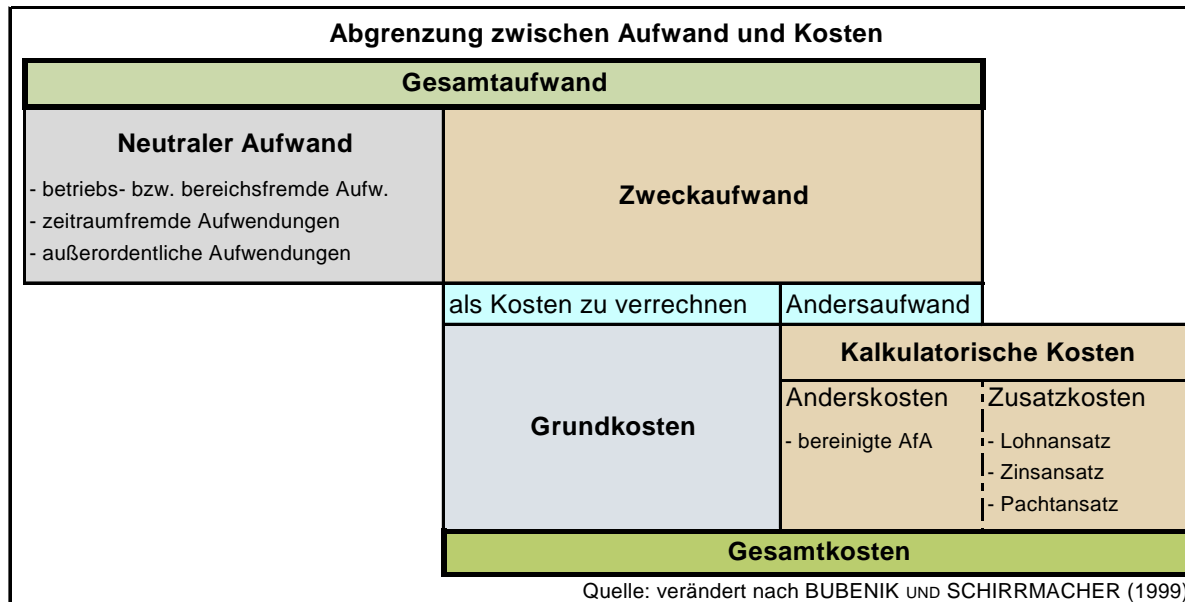 Abgrenzung zwischen Aufwand und Kosten
Gesamtaufwand
Neutraler Aufwand
- betriebs- bzw. bereichsfremde Aufw.
- zeitraumfremde Aufwendungen
- außerordentliche Aufwendungen
Zweckaufwand
als Kosten zu verrechnen
Andersaufwand
Grundkosten
Kalkulatorische Kosten
Anderskosten
- bereinigte AfA
Zusatzkosten
- Lohnansatz
- Zinsansatz
- Pachtansatz
Gesamtkosten
Quelle: verändert nach BUBENIK UND SCHIRRMACHER (1999)